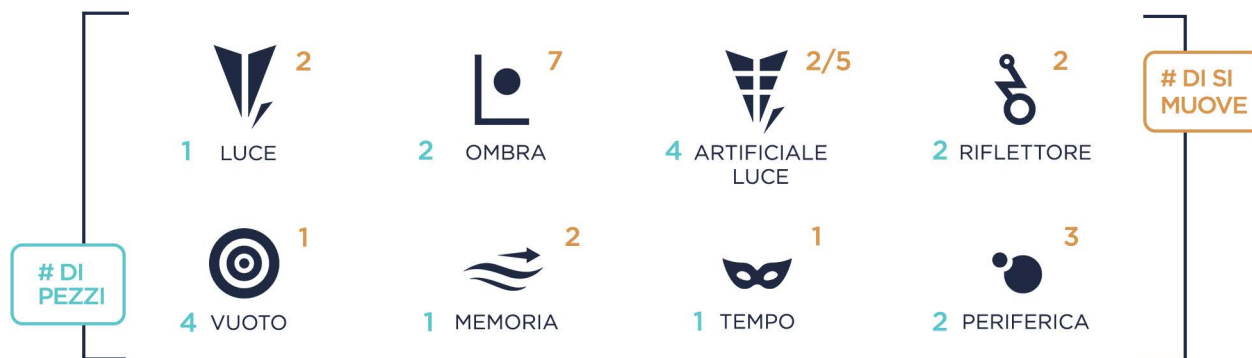 2
7
2/5
2
# DI SI
MUOVE
1 LUCE
2 OMBRA
4 ARTIFICIALE
LUCE
2 RIFLETTORE
1
2
1
3
# DI
PEZZI
4 VUOTO
1 MEMORIA
1 TEMPO
2 PERIFERICA